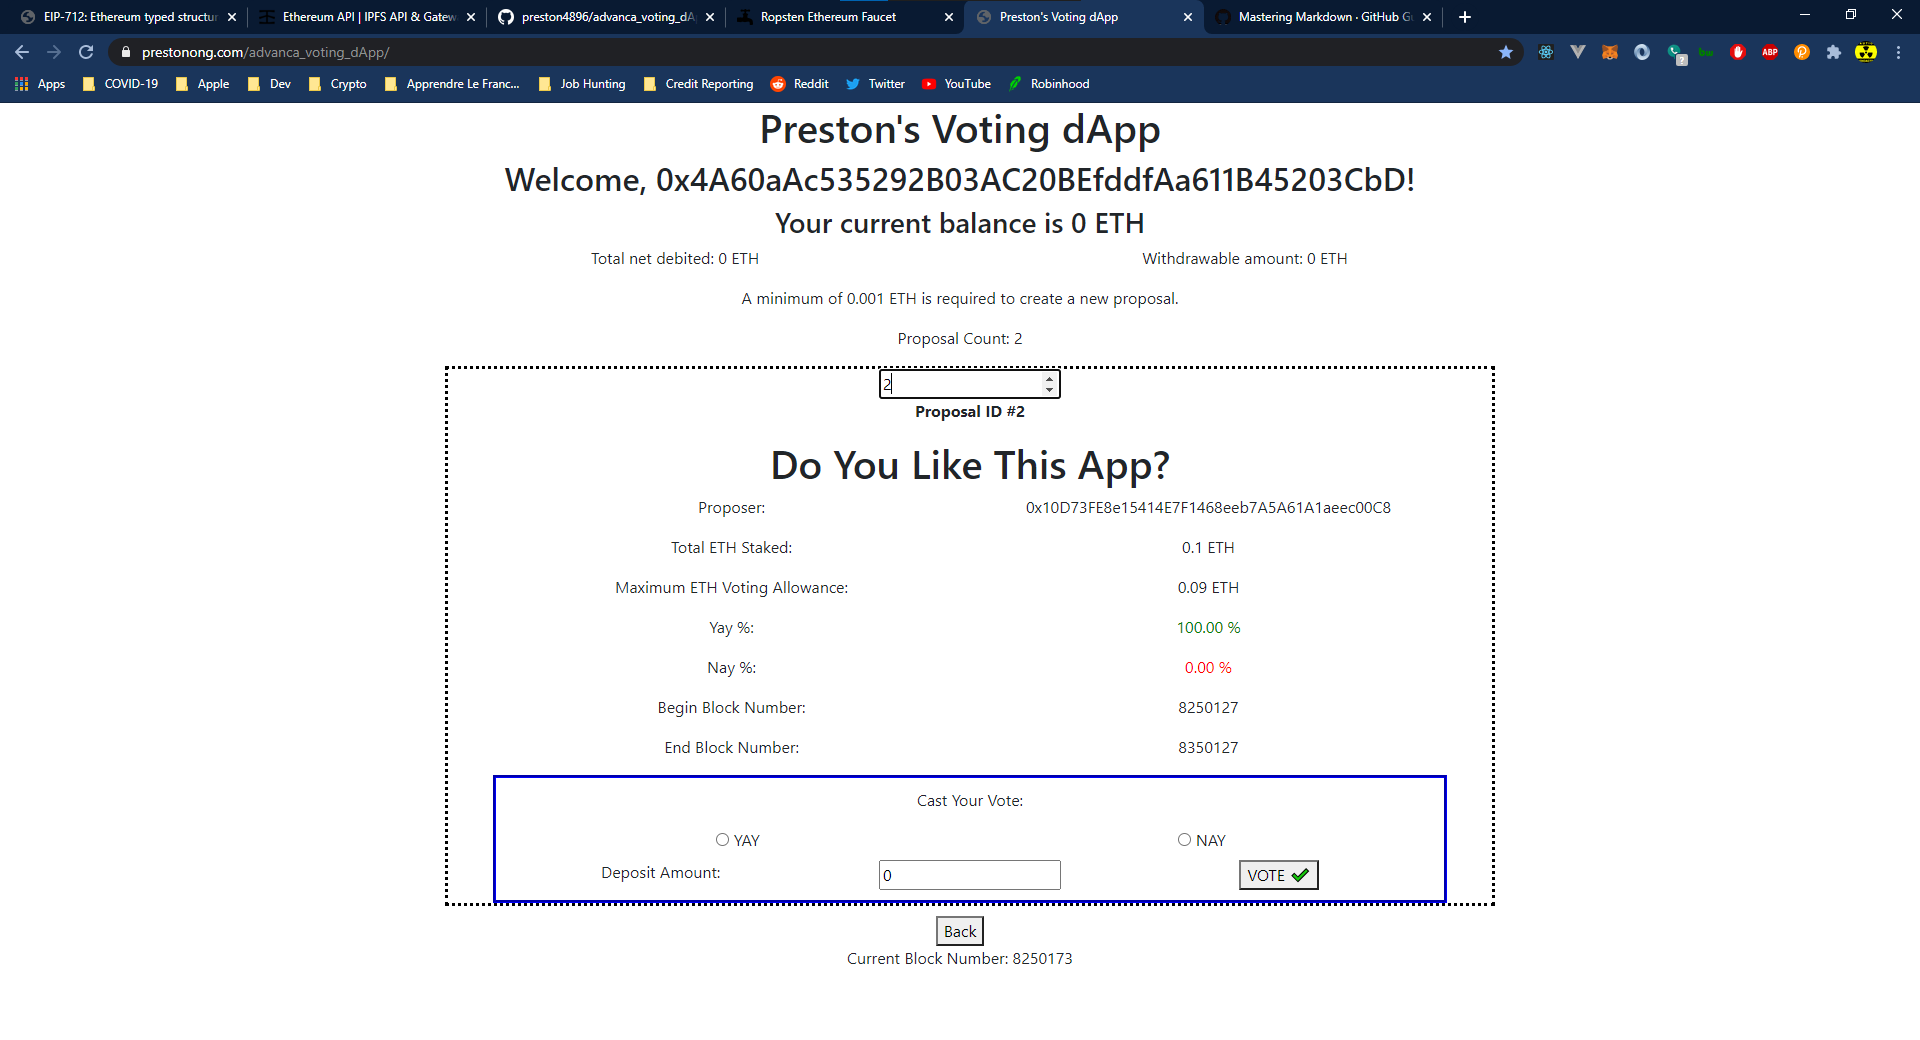 EIP-712: Ethereum typed structur
Ethereum API | IPFS API & Gatew
preston4896/advanca_voting_dA
Ropsten Ethereum Faucet
Preston's Voting dApp
Mastering Markdown · GitHub Gu
prestonong.com/advanca_voting_dApp/
ABP
Apps
COVID-19
Apple
Dev
Crypto
Apprendre Le Franc...
Job Hunting
Credit Reporting
Reddit
Twitter
YouTube
Robinhood
Preston's Voting dApp
Welcome, 0x4A60aAc535292B03AC20BEfddfAa611B45203CbD!
Your current balance is 0 ETH
Total net debited: 0 ETH
Withdrawable amount: 0 ETH
A minimum of 0.001 ETH is required to create a new proposal.
Proposal Count: 2
2
Proposal ID #2
Do You Like This App?
Proposer:
0x10D73FE8e15414E7F1468eeb7A5A61A1aeec00C8
Total ETH Staked:
0.1 ETH
Maximum ETH Voting Allowance:
0.09 ETH
Yay %:
100.00 %
Nay %:
0.00 %
Begin Block Number:
8250127
End Block Number:
8350127
Cast Your Vote:
YAY
NAY
Deposit Amount:
0
VOTE
Back
Current Block Number: 8250173